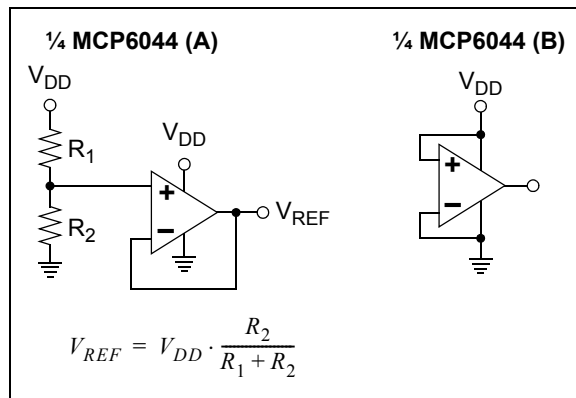 ¼ MCP6044 (A)
V_DD
R_1
R_2
V_DD
+
−
V_REF
V_REF = V_DD · R_2 / (R_1 + R_2)
¼ MCP6044 (B)
V_DD
+
−